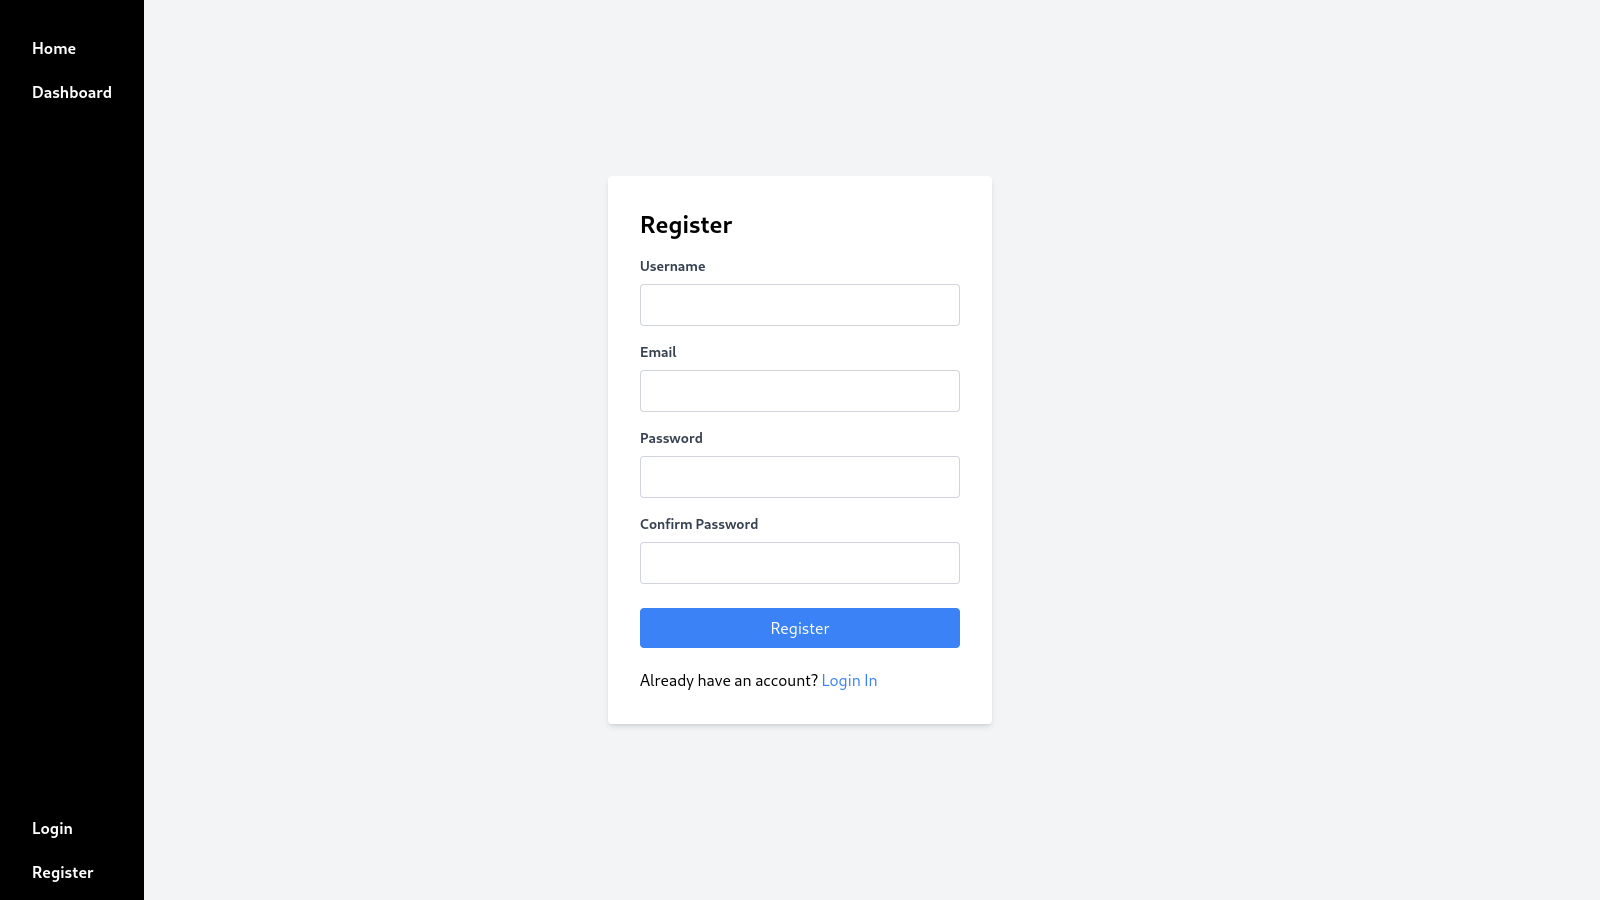 Home
Dashboard
Login
Register
Register
Username
Email
Password
Confirm Password
Register
Already have an account? Login In